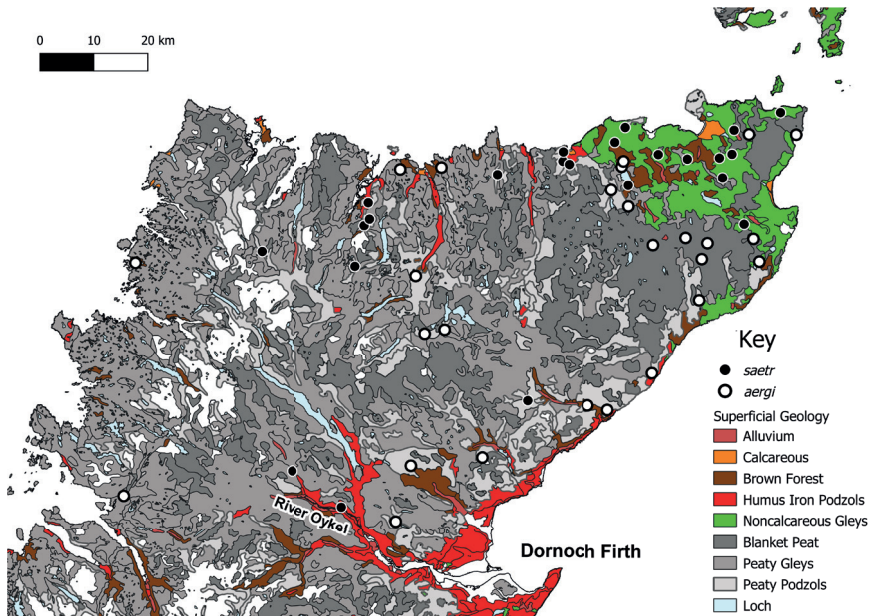 0 10 20 km
River Oykel
Dornoch Firth
Key
saetr
aergi
Superficial Geology
Alluvium
Calcareous
Brown Forest
Humus Iron Podzols
Noncalcareous Gleys
Blanket Peat
Peaty Gleys
Peaty Podzols
Loch